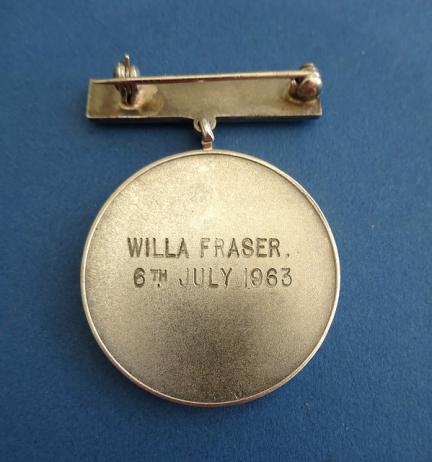 WILLA FRASER.
6TH JULY 1963